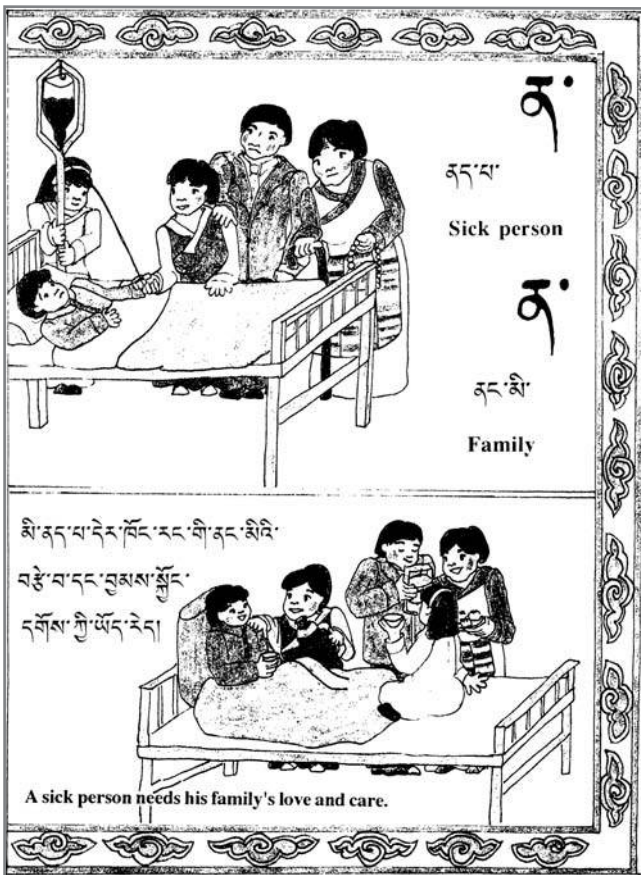 ན་
ནད་པ་
Sick person
ན་
ནང་མི་
Family
མི་ནད་པ་དེར་ཁོང་རང་གི་ནང་མིའི་
བརྩེ་བ་དང་བྱམས་སྐྱོང་
དགོས་ཀྱི་ཡོད་རེད།
A sick person needs his family's love and care.